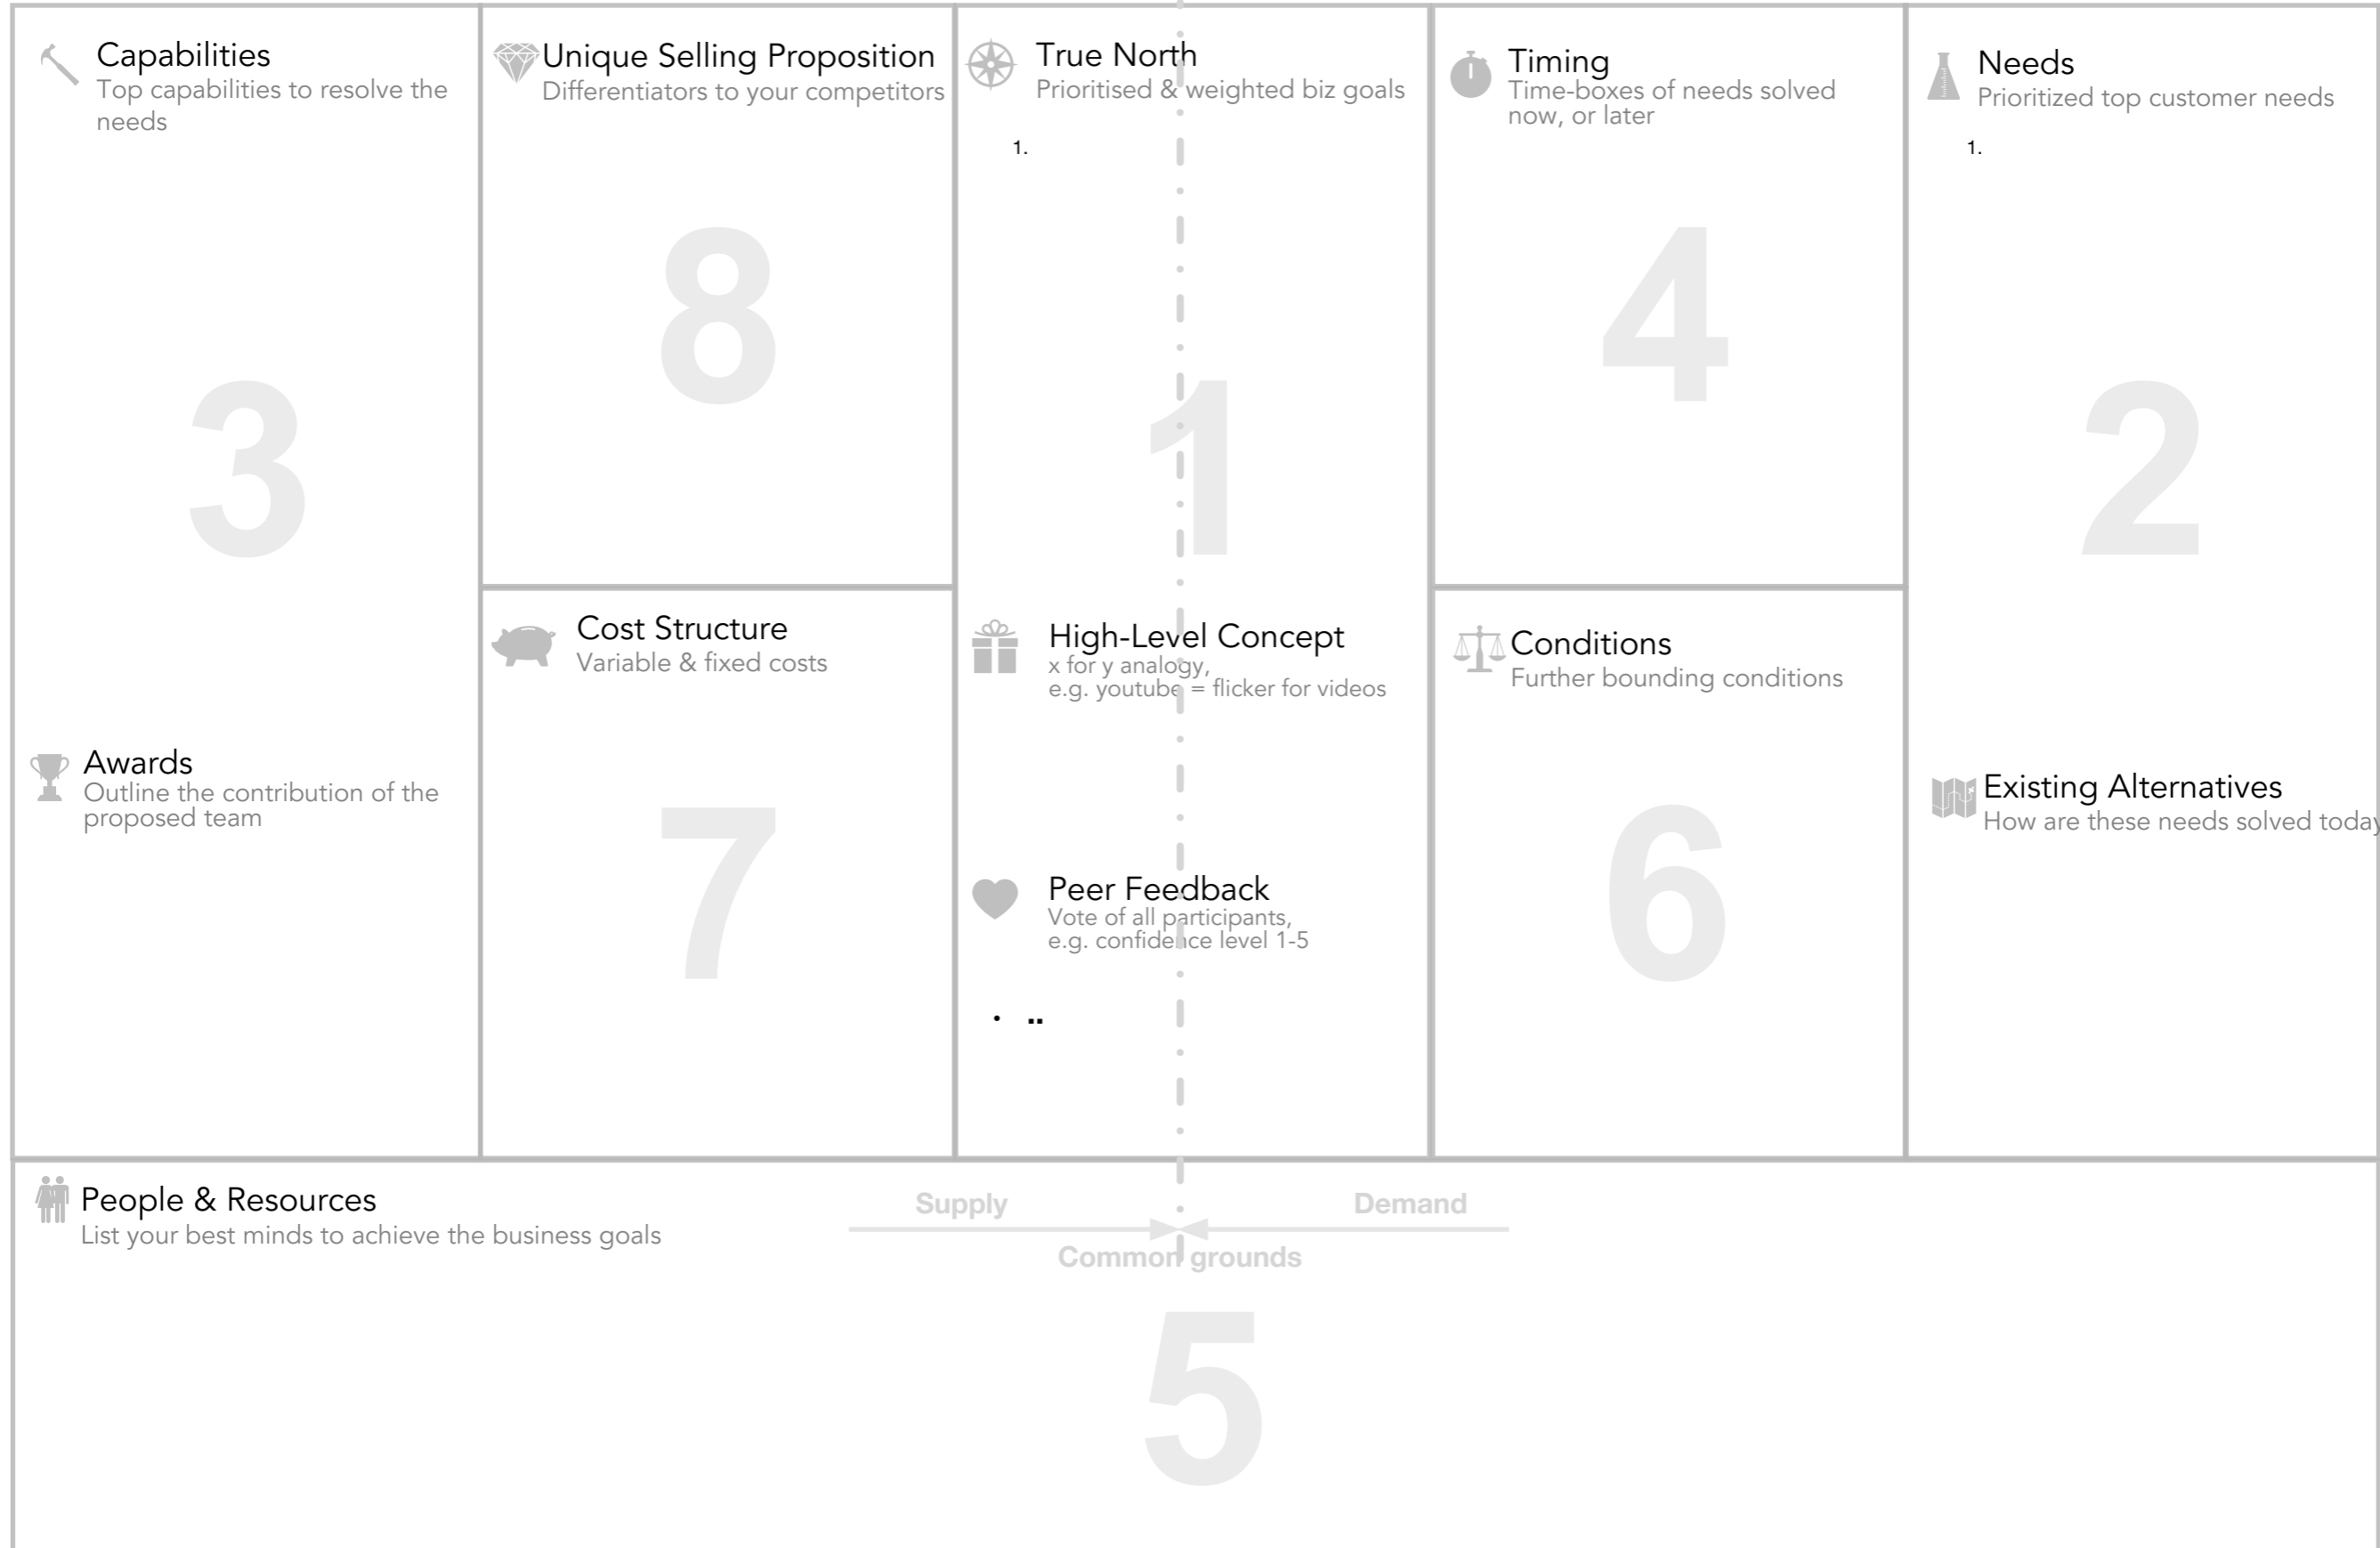 Capabilities
Top capabilities to resolve the
needs
3
Awards
Outline the contribution of the
proposed team
Unique Selling Proposition
Differentiators to your competitors
8
Cost Structure
Variable & fixed costs
7
True North
Prioritised & weighted biz goals
1.
1
High-Level Concept
x for y analogy,
e.g. youtube = flicker for videos
Peer Feedback
Vote of all participants,
e.g. confidence level 1-5
• ..
Timing
Time-boxes of needs solved
now, or later
4
Conditions
Further bounding conditions
6
Needs
Prioritized top customer needs
1.
2
Existing Alternatives
How are these needs solved today
People & Resources
List your best minds to achieve the business goals
Supply
Demand
Common grounds
5